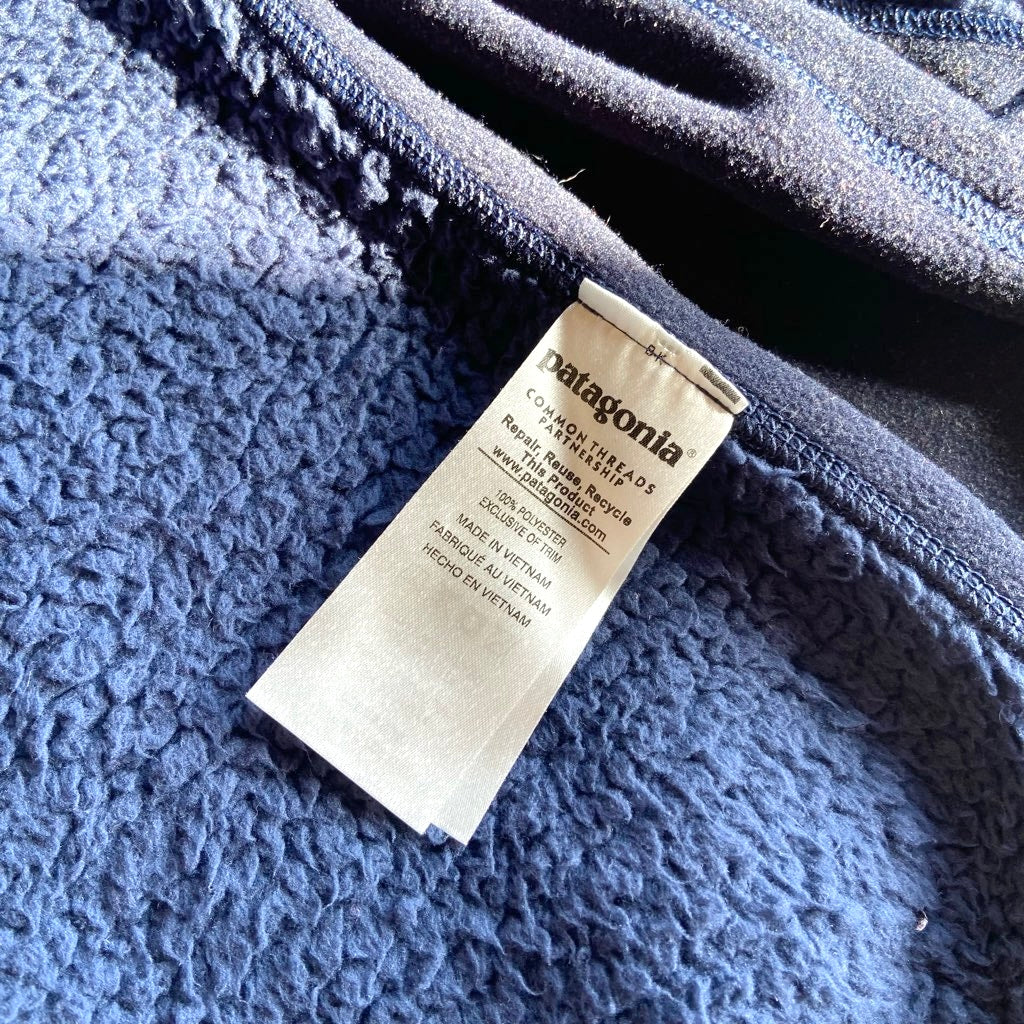 patagonia®
COMMON THREADS
PARTNERSHIP
Repair, Reuse, Recycle
This Product
www.patagonia.com
100% POLYESTER
EXCLUSIVE OF TRIM
MADE IN VIETNAM
FABRIQUÉ AU VIETNAM
HECHO EN VIETNAM